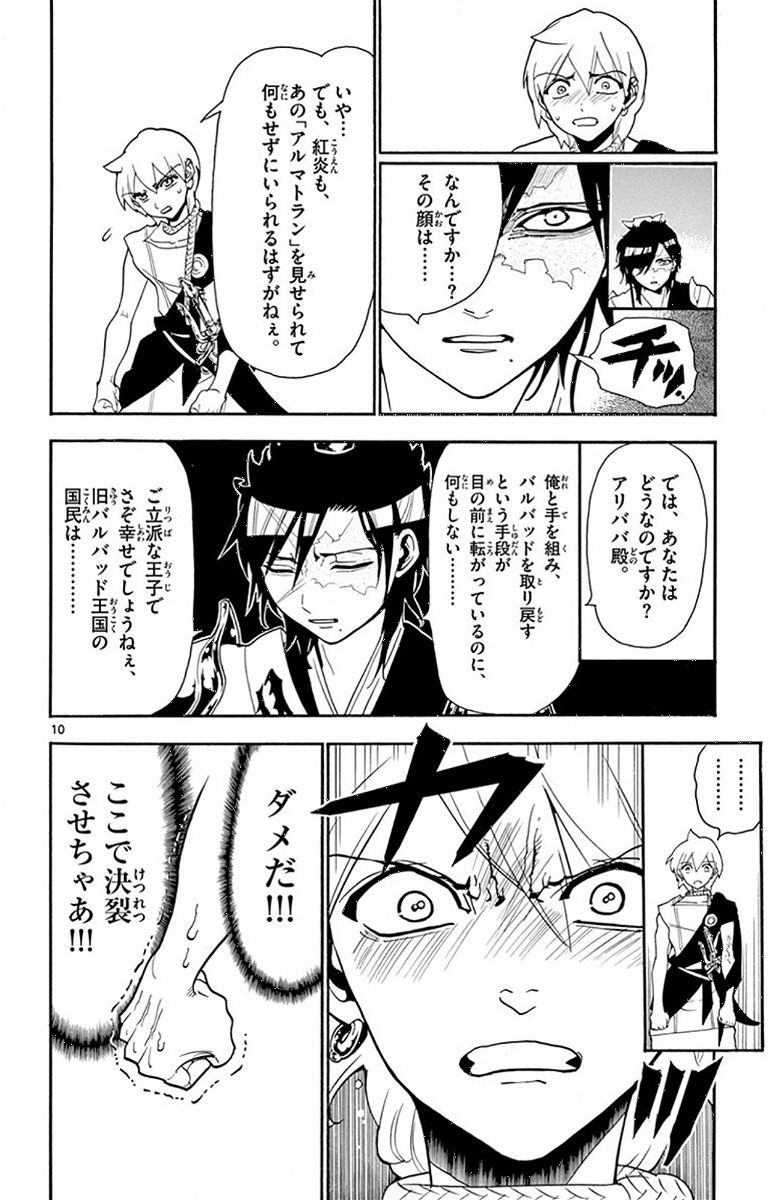 なんですか…?
その顔は……
チッ…
いや…
でも、紅炎も、
あの「アルマトラン」を見せられて
何もせずにいられるはずがねぇ。
では、あなたは
どうなのですか?
アリババ殿。
俺と手を組み、
バルバッドを取り戻す
という手段が
目の前に転がっているのに、
何もしない………
ご立派な王子で
さぞ幸せでしょうねぇ、
旧バルバッド王国の
国民は…………
10
………
………
カ
ダメだ!!!
ここで決裂
させちゃあ!!!